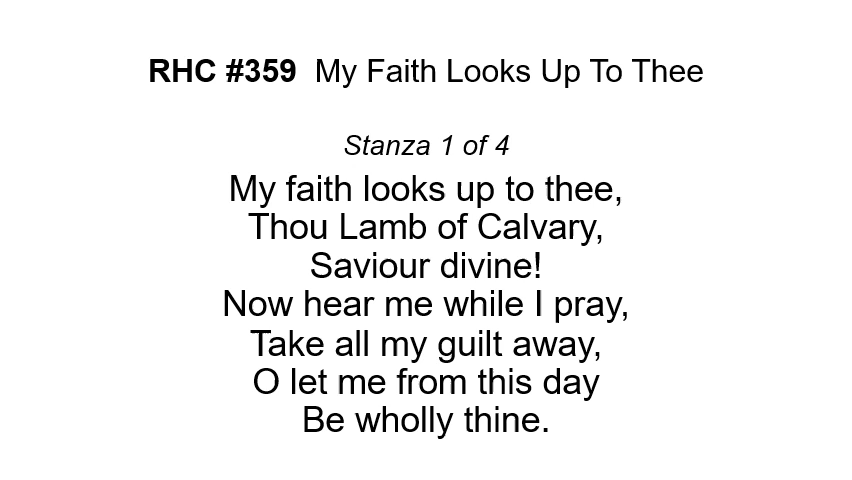 RHC #359 My Faith Looks Up To Thee
Stanza 1 of 4
My faith looks up to thee,
Thou Lamb of Calvary,
Saviour divine!
Now hear me while I pray,
Take all my guilt away,
O let me from this day
Be wholly thine.